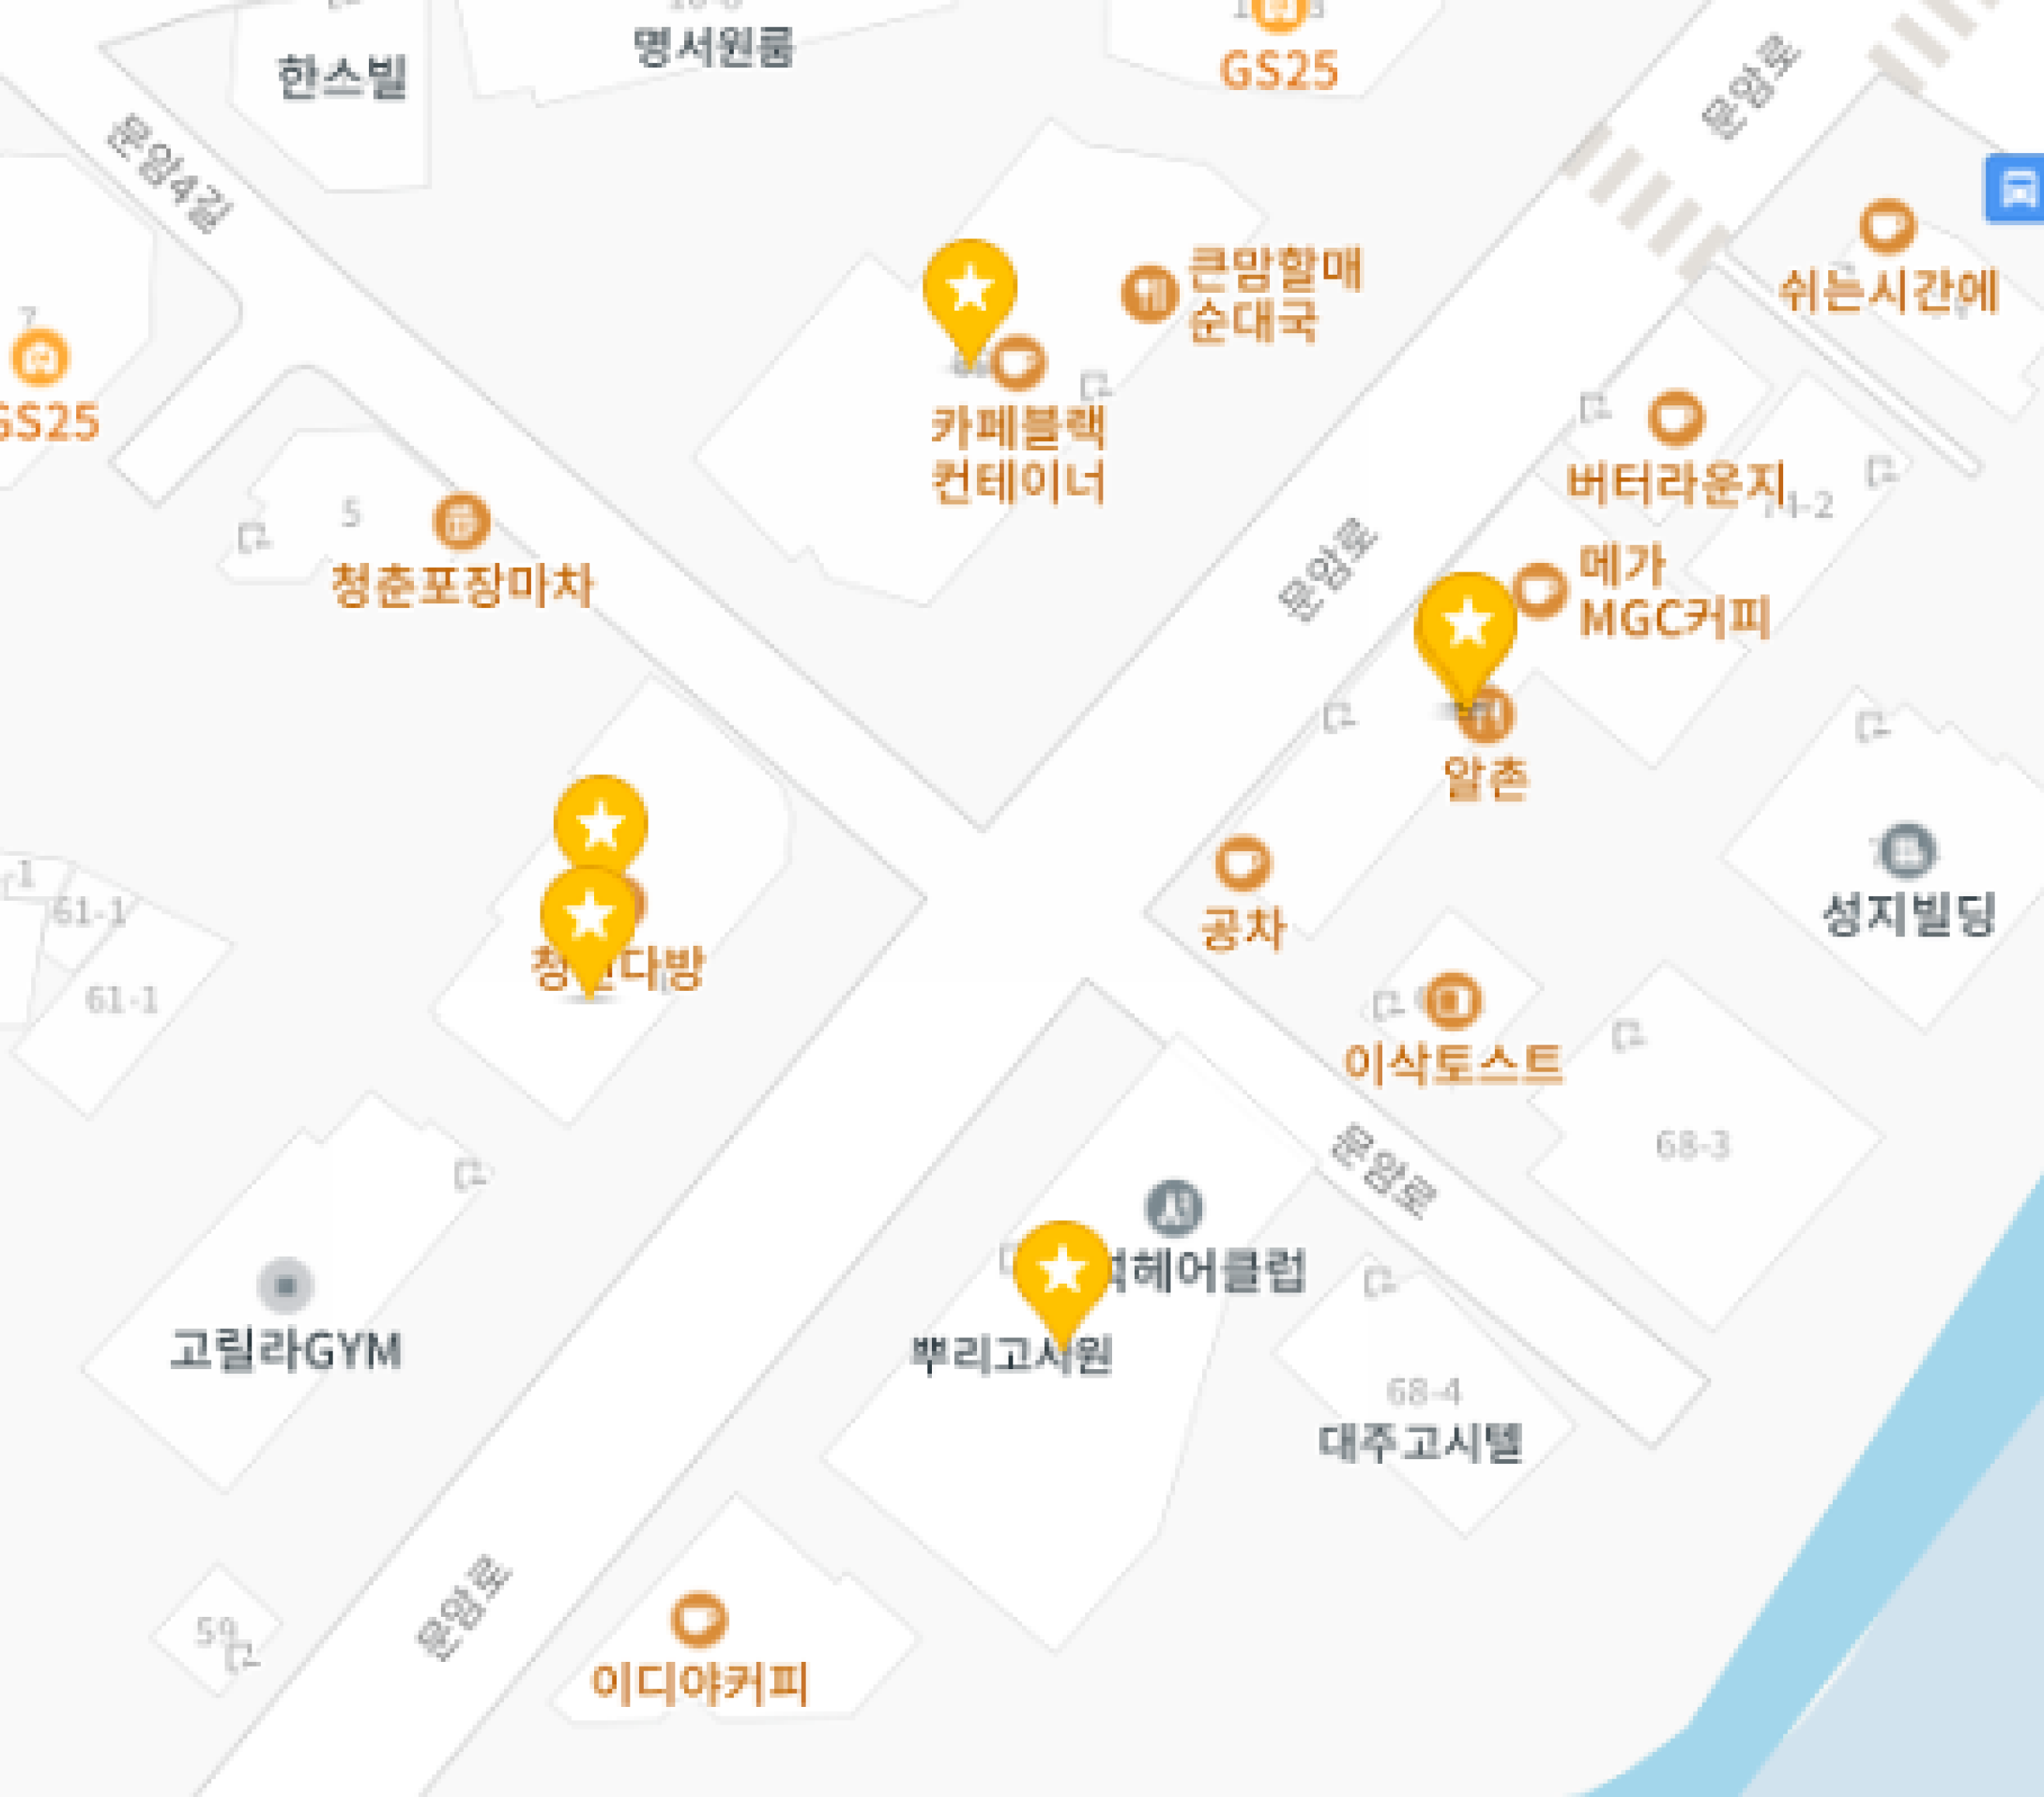 한스빌
명서원룸
GS25
문암로
문암4길
쉬는시간에
큰맘할매
순대국
7
GS25
카페블랙
컨테이너
버터라운지
5
청춘포장마차
문암로
메가
MGC커피
알촌
61-1
61-1
다방
공차
성지빌딩
이삭토스트
68-3
문암로
헤어클럽
고릴라GYM
뿌리고시원
68-4
대주고시텔
59
문암로
이디야커피